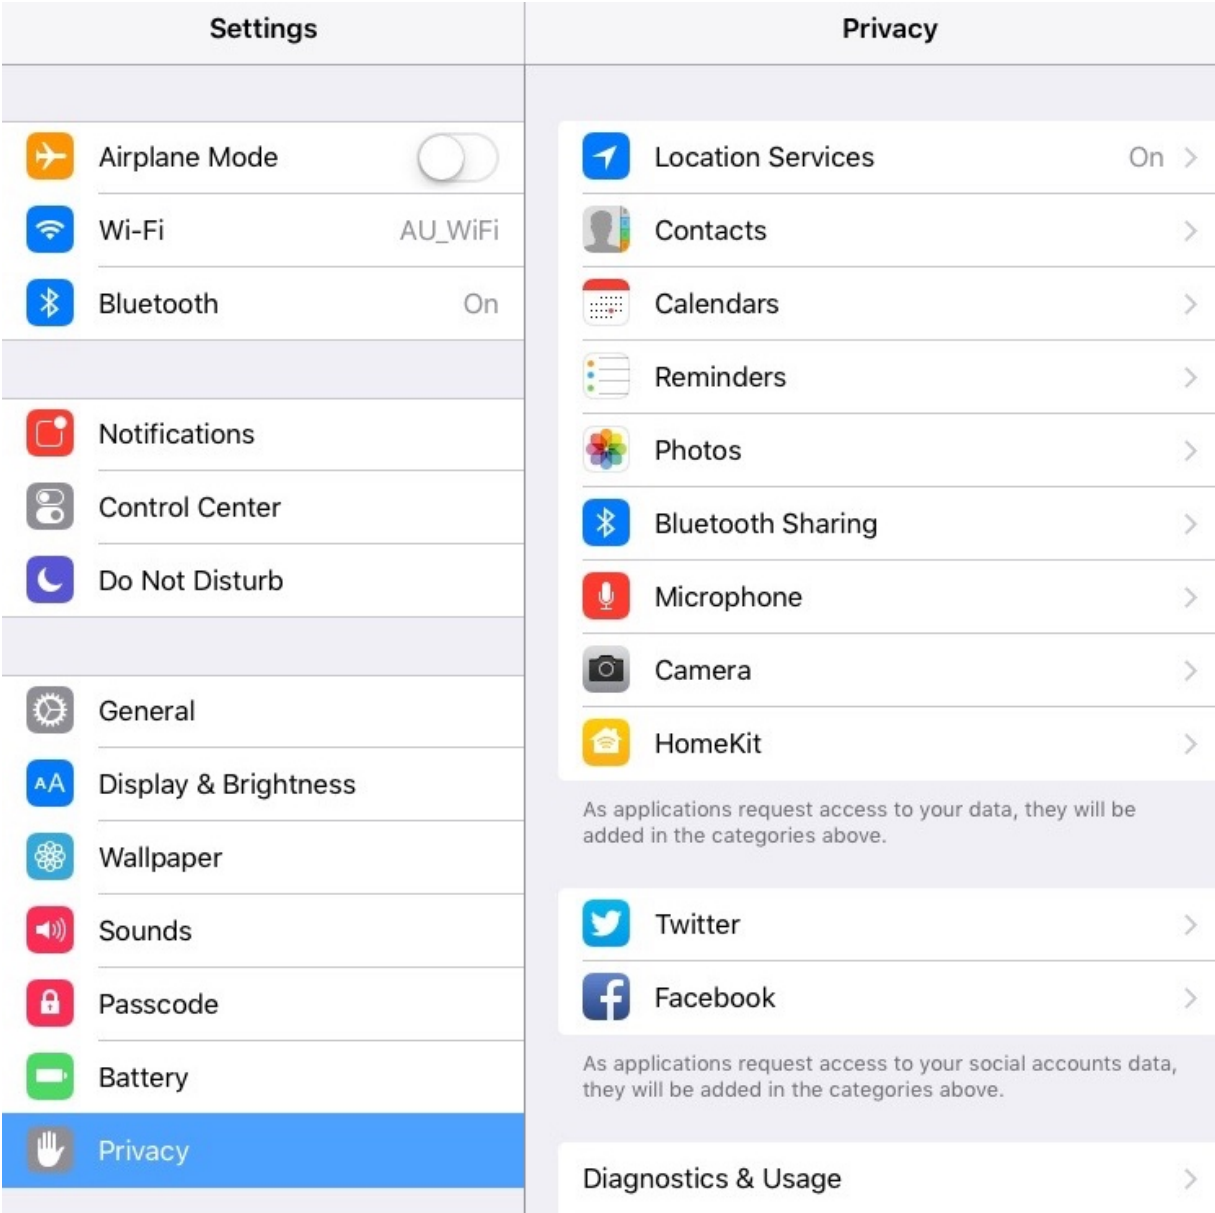 Settings
Airplane Mode
Wi-Fi AU_WiFi
Bluetooth On
Notifications
Control Center
Do Not Disturb
General
AA Display & Brightness
Wallpaper
Sounds
Passcode
Battery
Privacy
Privacy
Location Services On
Contacts
Calendars
Reminders
Photos
Bluetooth Sharing
Microphone
Camera
HomeKit
As applications request access to your data, they will be
added in the categories above.
Twitter
Facebook
As applications request access to your social accounts data,
they will be added in the categories above.
Diagnostics & Usage